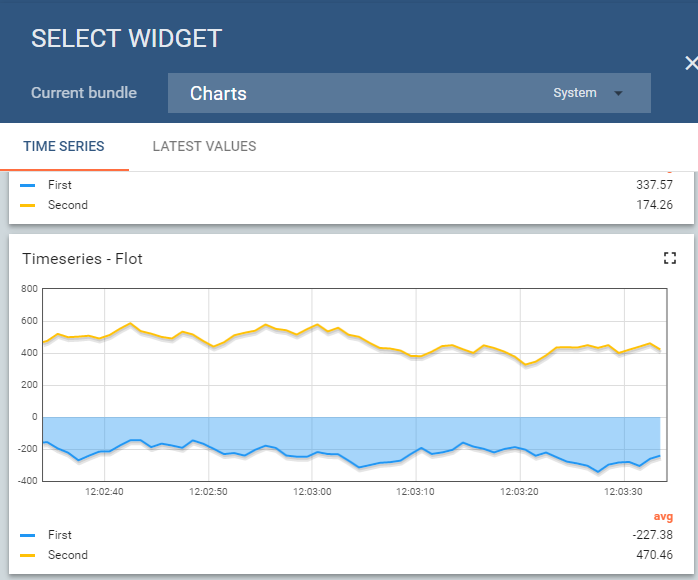 SELECT WIDGET
Current bundle Charts System
TIME SERIES LATEST VALUES
First 337.57
Second 174.26
Timeseries - Flot
800
600
400
200
0
-200
-400
12:02:40 12:02:50 12:03:00 12:03:10 12:03:20 12:03:30
avg
First -227.38
Second 470.46